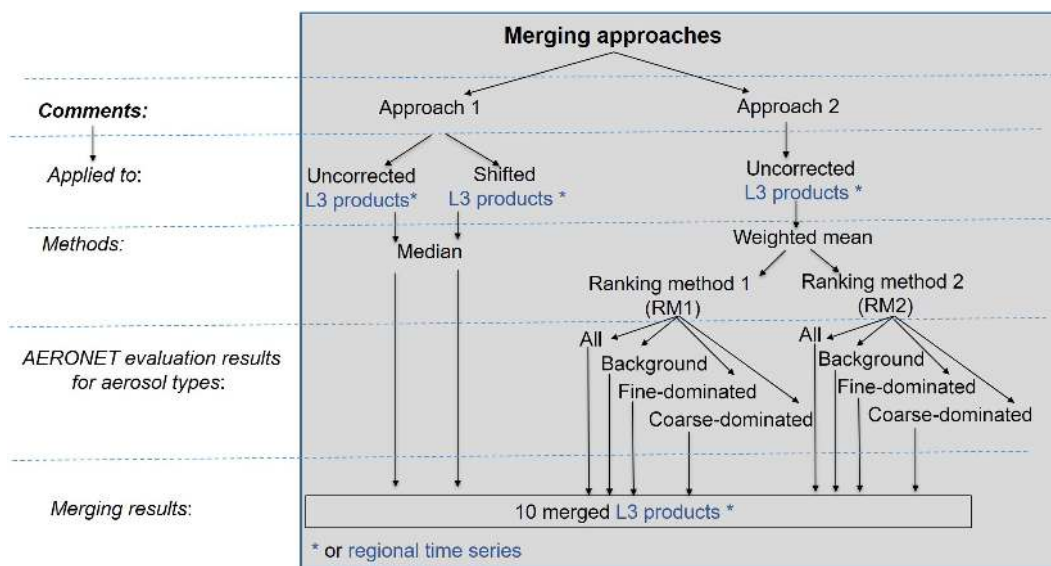 Merging approaches
Comments:
Approach 1
Approach 2
Applied to:
Uncorrected
L3 products*
Shifted
L3 products *
Uncorrected
L3 products *
Methods:
Median
Weighted mean
Ranking method 1
(RM1)
Ranking method 2
(RM2)
AERONET evaluation results
for aerosol types:
All
Background
Fine-dominated
Coarse-dominated
All
Background
Fine-dominated
Coarse-dominated
Merging results:
10 merged L3 products *
* or regional time series